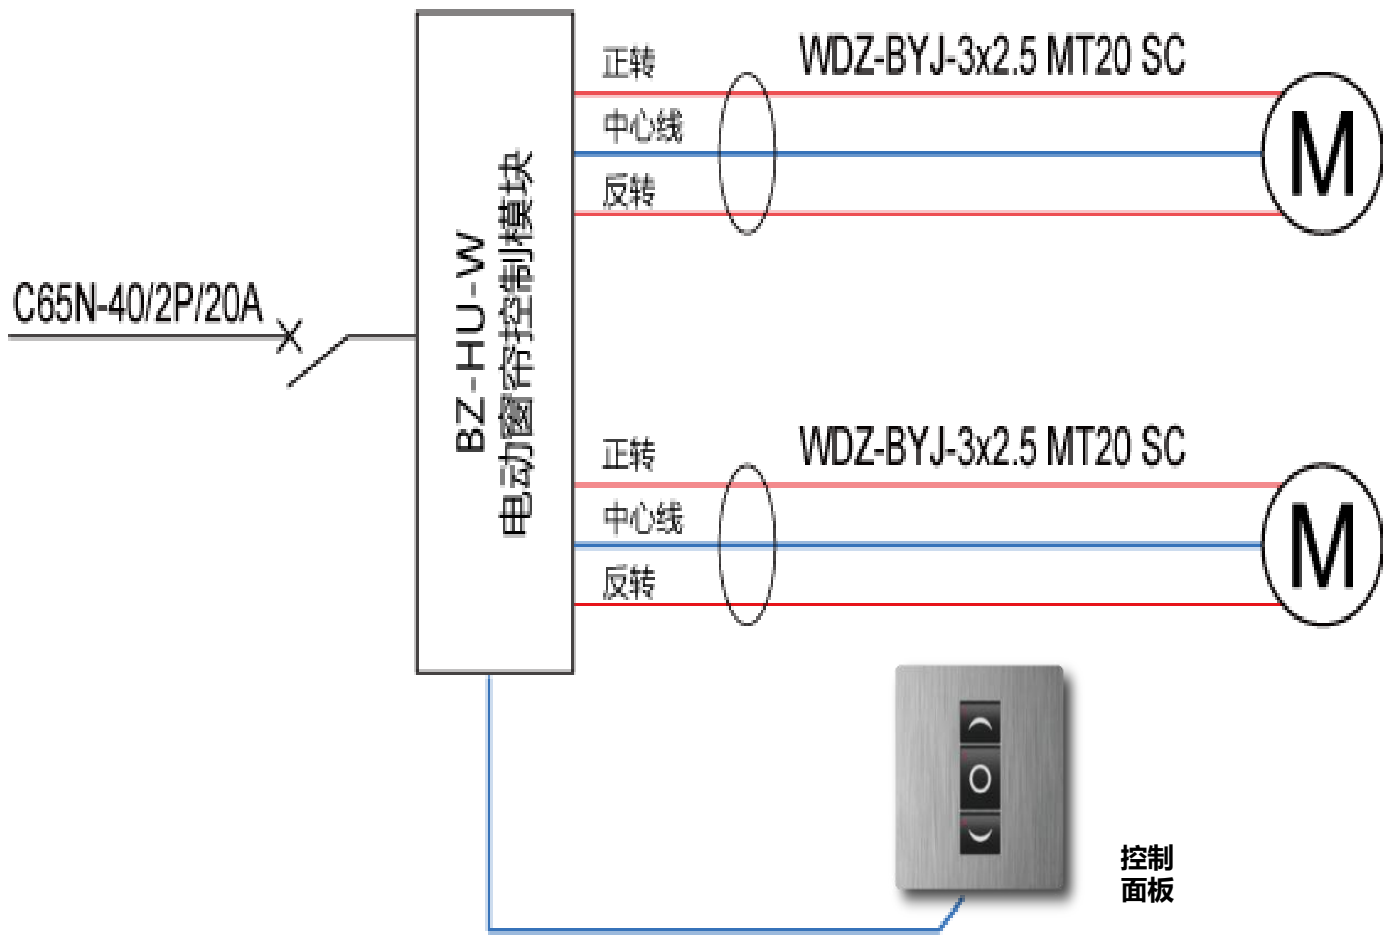 正转
WDZ-BYJ-3x2.5 MT20 SC
中心线
反转
M
C65N-40/2P/20A
BZ-HU-W
电动窗帘控制模块
正转
WDZ-BYJ-3x2.5 MT20 SC
中心线
反转
M
控制
面板